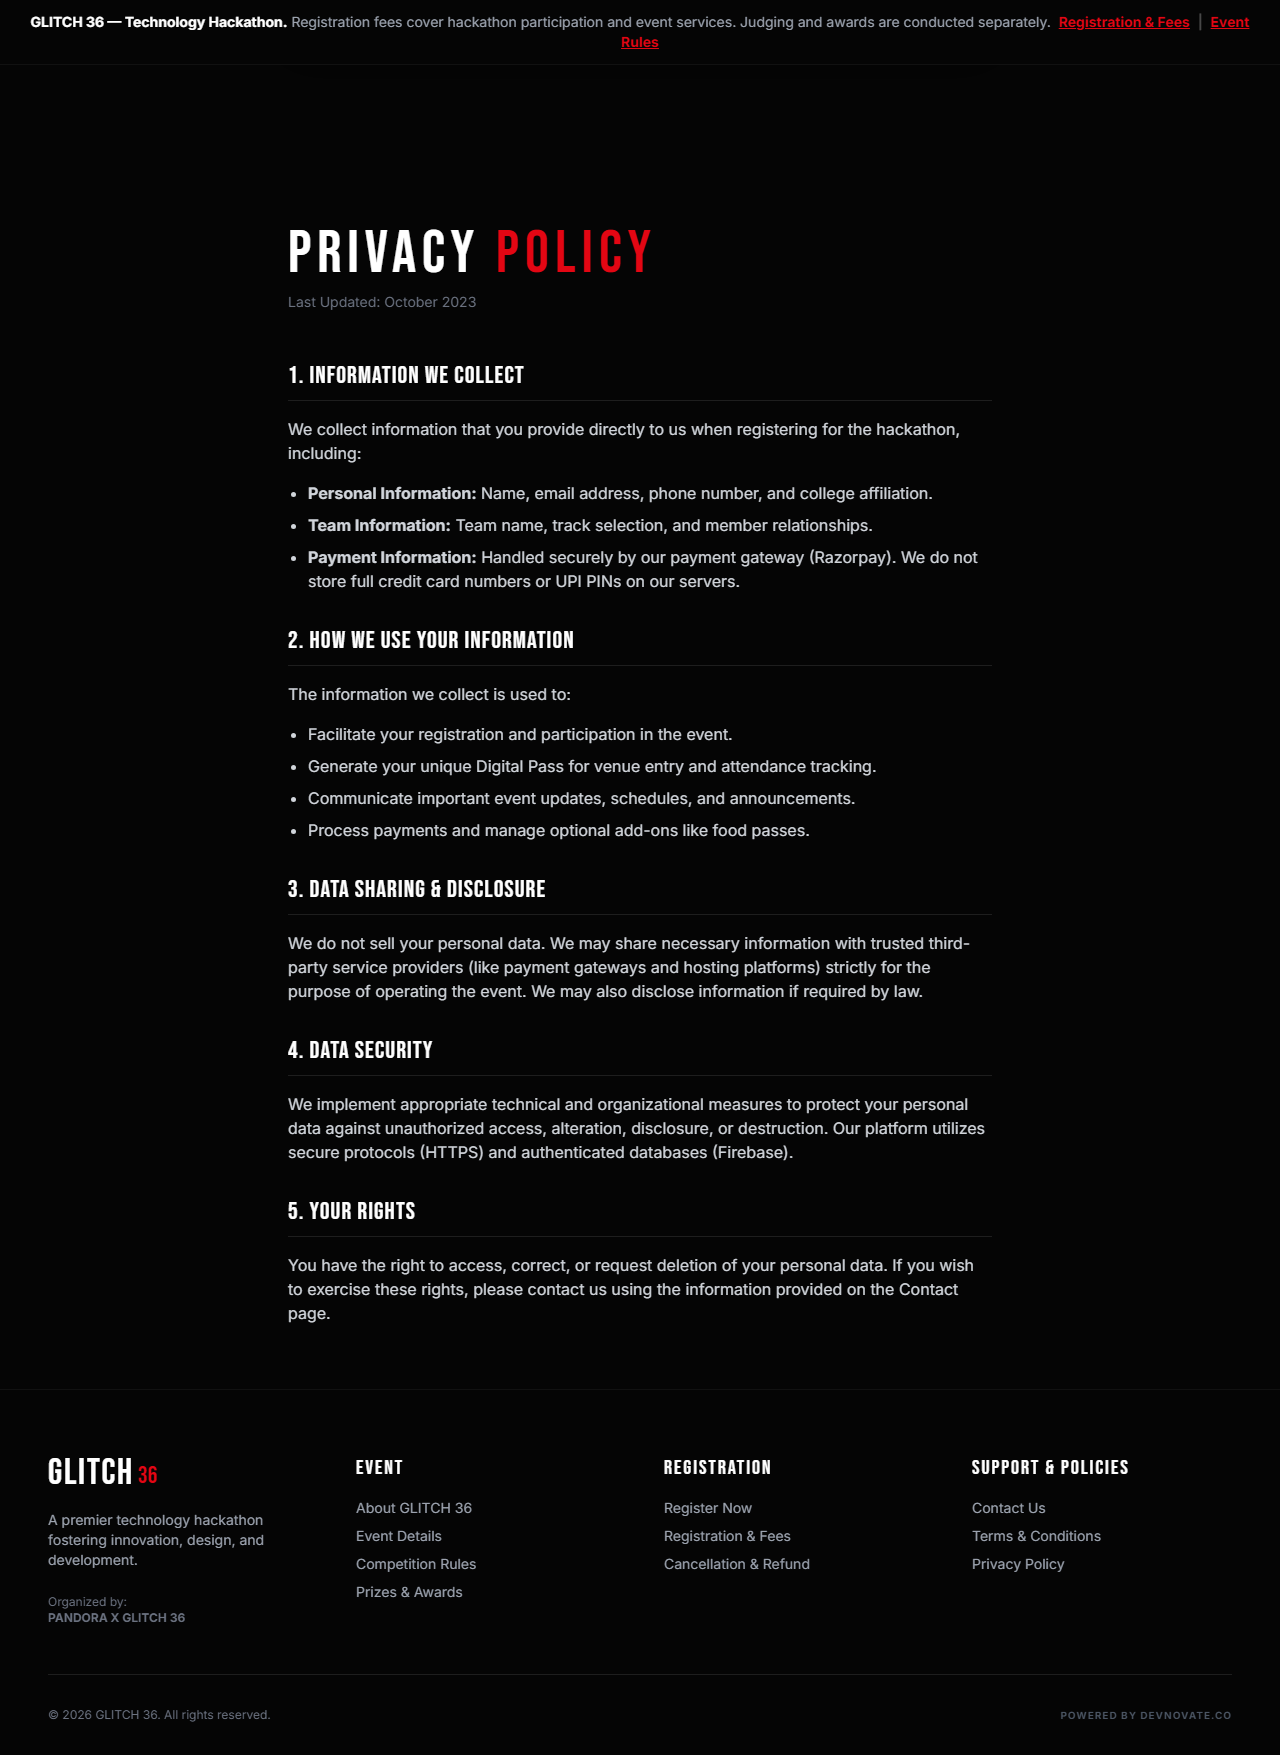 GLITCH 36 — Technology Hackathon. Registration fees cover hackathon participation and event services. Judging and awards are conducted separately. Registration & Fees | Event
Rules
PRIVACY POLICY
Last Updated: October 2023
1. INFORMATION WE COLLECT
We collect information that you provide directly to us when registering for the hackathon,
including:
• Personal Information: Name, email address, phone number, and college affiliation.
• Team Information: Team name, track selection, and member relationships.
• Payment Information: Handled securely by our payment gateway (Razorpay). We do not
store full credit card numbers or UPI PINs on our servers.
2. HOW WE USE YOUR INFORMATION
The information we collect is used to:
• Facilitate your registration and participation in the event.
• Generate your unique Digital Pass for venue entry and attendance tracking.
• Communicate important event updates, schedules, and announcements.
• Process payments and manage optional add-ons like food passes.
3. DATA SHARING & DISCLOSURE
We do not sell your personal data. We may share necessary information with trusted third-
party service providers (like payment gateways and hosting platforms) strictly for the
purpose of operating the event. We may also disclose information if required by law.
4. DATA SECURITY
We implement appropriate technical and organizational measures to protect your personal
data against unauthorized access, alteration, disclosure, or destruction. Our platform utilizes
secure protocols (HTTPS) and authenticated databases (Firebase).
5. YOUR RIGHTS
You have the right to access, correct, or request deletion of your personal data. If you wish
to exercise these rights, please contact us using the information provided on the Contact
page.
GLITCH 36
A premier technology hackathon
fostering innovation, design, and
development.
Organized by:
PANDORA X GLITCH 36
EVENT
About GLITCH 36
Event Details
Competition Rules
Prizes & Awards
REGISTRATION
Register Now
Registration & Fees
Cancellation & Refund
SUPPORT & POLICIES
Contact Us
Terms & Conditions
Privacy Policy
© 2026 GLITCH 36. All rights reserved.
POWERED BY DEVNOVATE.CO